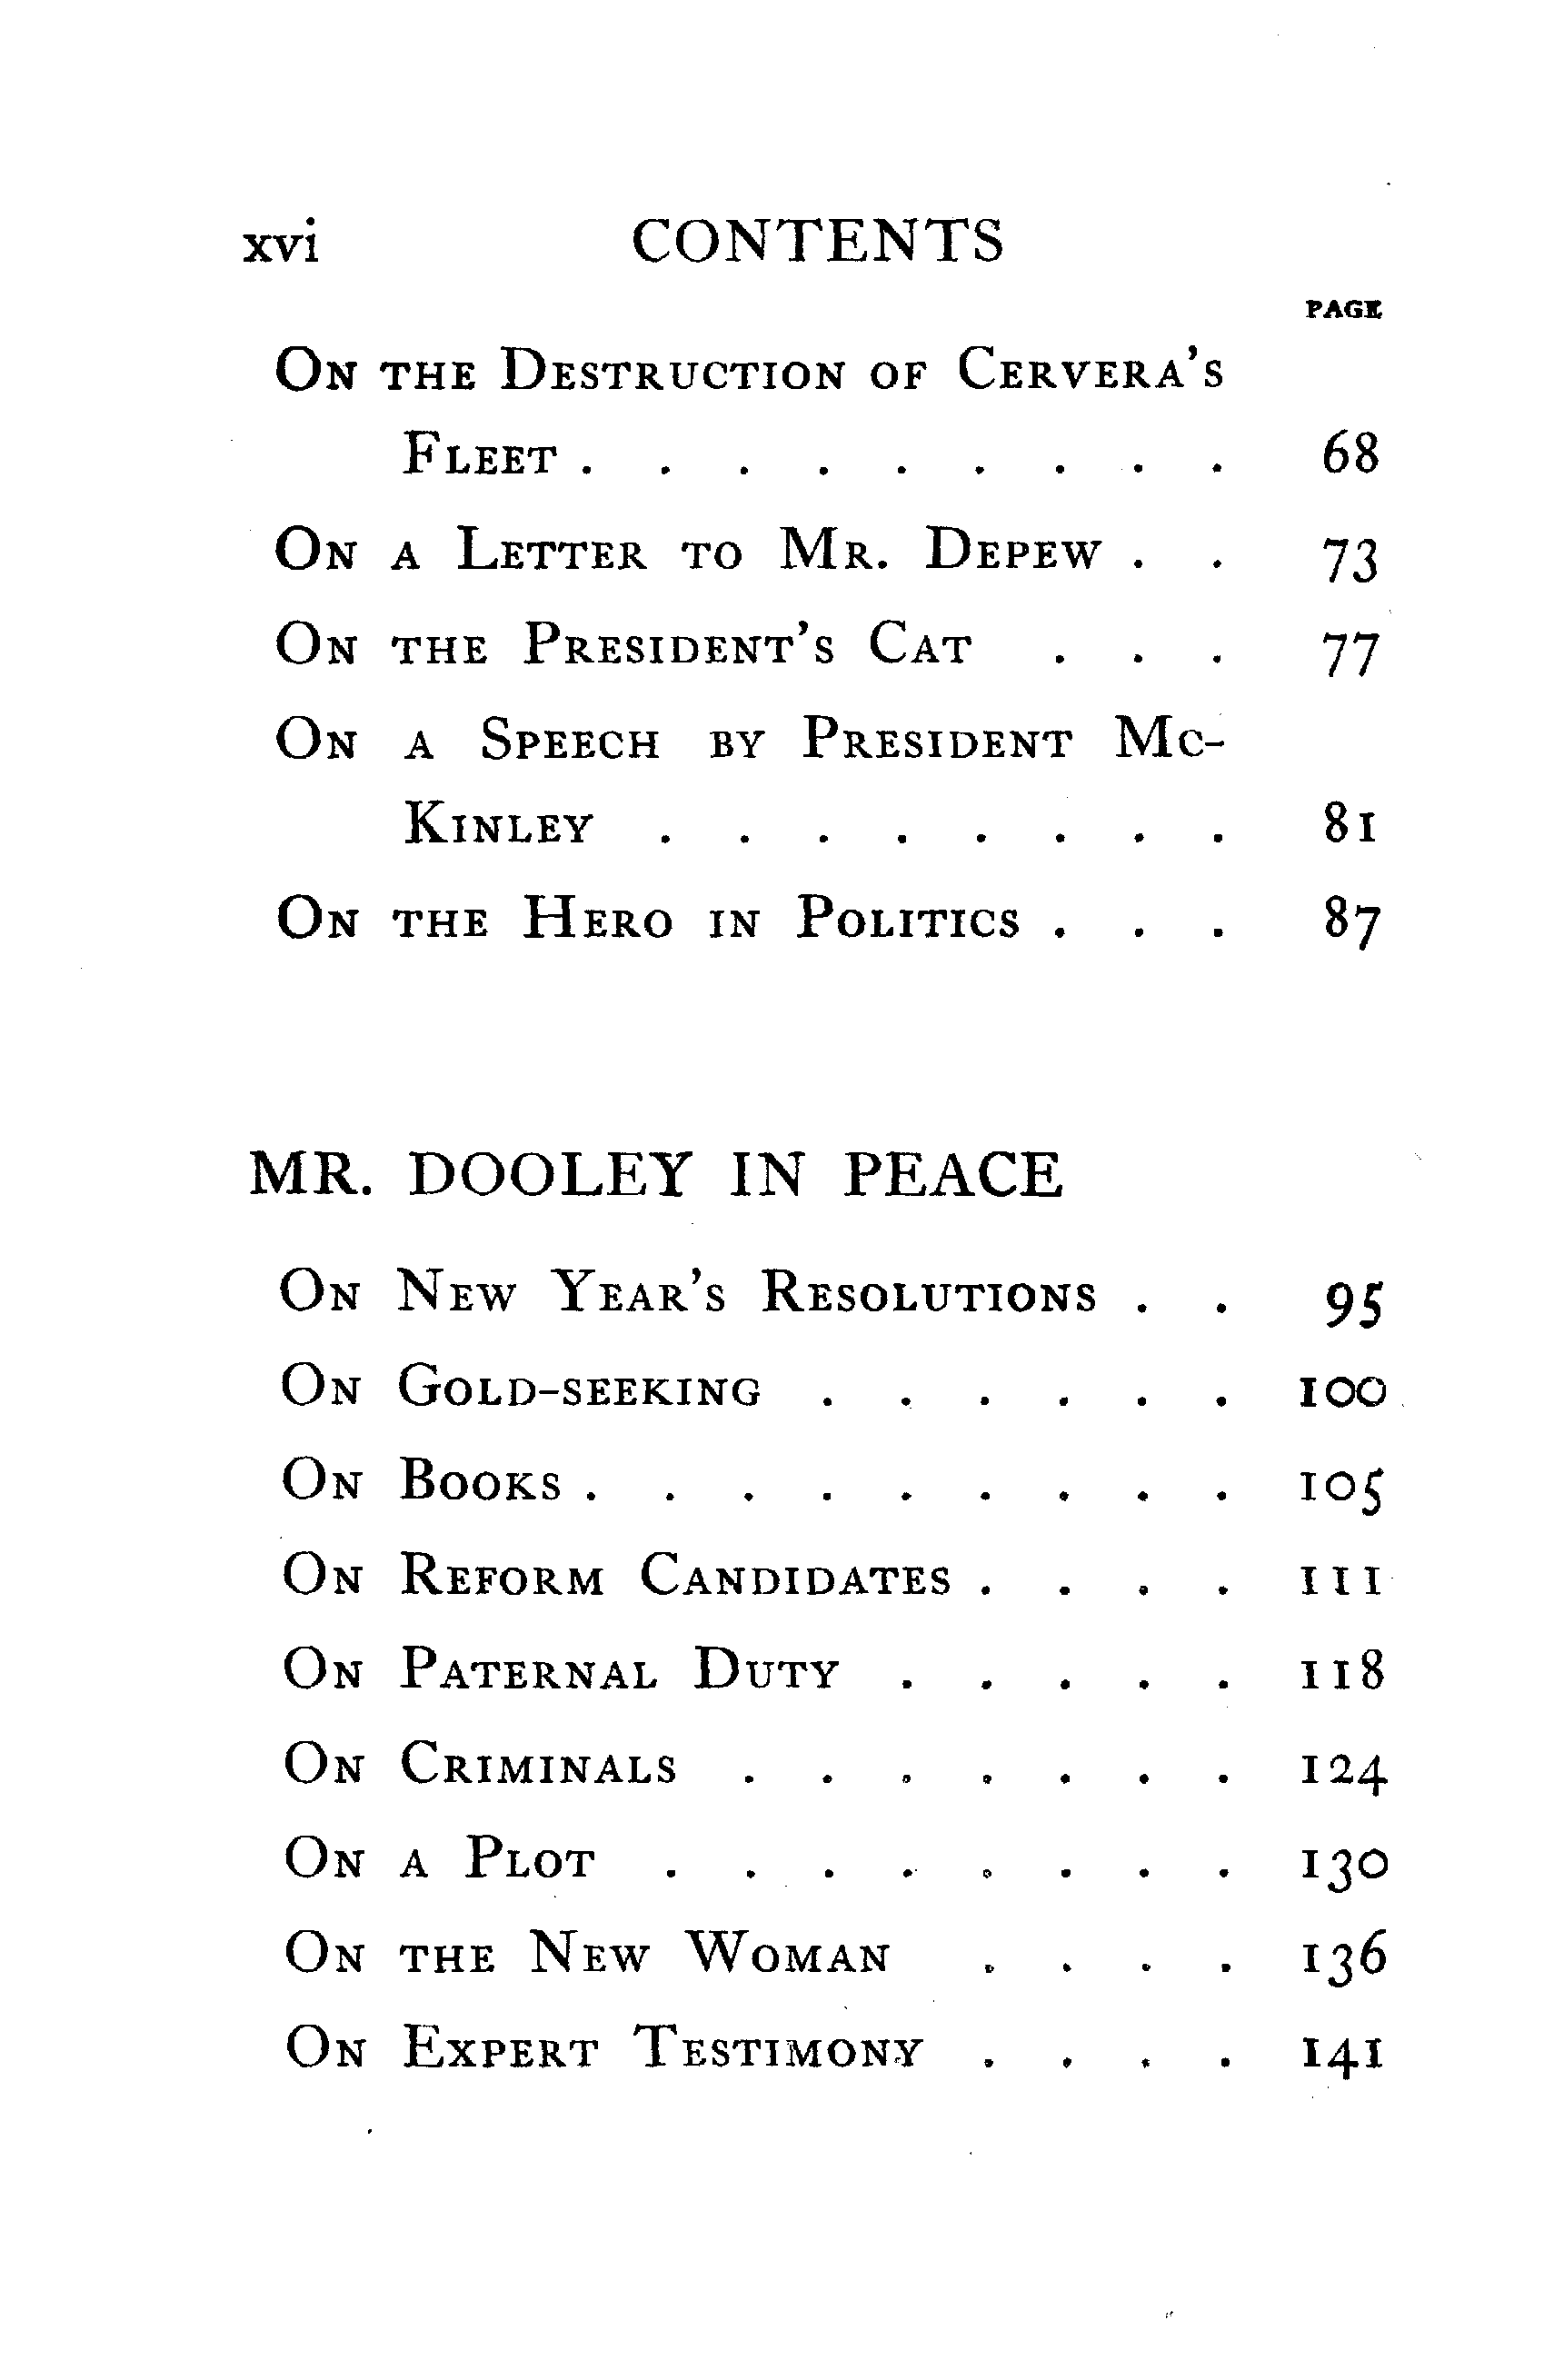 xvi CONTENTS
PAGE
On the Destruction of Cervera's
Fleet . . . . . . . . . 68
On a Letter to Mr. Depew . . 73
On the President's Cat . . . 77
On a Speech by President Mc-
Kinley . . . . . . . . 81
On the Hero in Politics . . . 87
MR. DOOLEY IN PEACE
On New Year's Resolutions . . 95
On Gold-seeking . . . . . . 100
On Books . . . . . . . . . 105
On Reform Candidates . . . . 111
On Paternal Duty . . . . . 118
On Criminals . . . . . . . 124
On a Plot . . . . . . . . 130
On the New Woman . . . . 136
On Expert Testimony . . . . 141